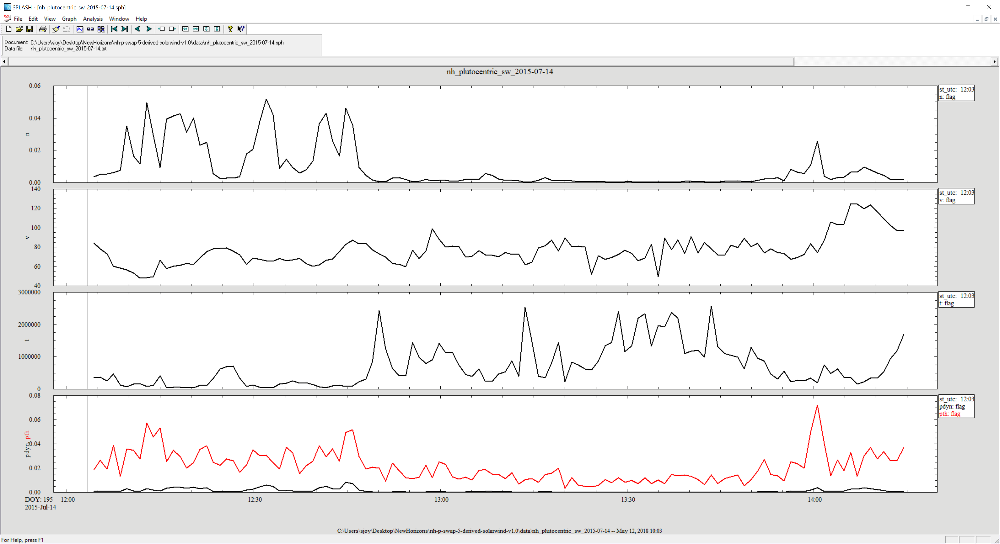 SPLASH - [nh_plutocentric_sw_2015-07-14.sph]
File Edit View Graph Analysis Window Help
Document: C:\Users\sjoy\Desktop\NewHorizons\nh-p-swap-5-derived-solarwind-v1.0\data\nh_plutocentric_sw_2015-07-14.sph
Data file: nh_plutocentric_sw_2015-07-14.txt
nh_plutocentric_sw_2015-07-14
0.06
0.04
n
0.02
0.00
st_utc: 12:03
n: flag
140
120
100
v
80
60
40
st_utc: 12:03
v: flag
3000000
2000000
t
1000000
0
st_utc: 12:03
t: flag
0.08
0.06
pdyn, pth
0.04
0.02
0.00
st_utc: 12:03
pdyn: flag
pth: flag
DOY: 195 12:00 12:30 13:00 13:30 14:00
2015-Jul-14
C:\Users\sjoy\Desktop\NewHorizons\nh-p-swap-5-derived-solarwind-v1.0\data\nh_plutocentric_sw_2015-07-14 -- May 12, 2018 10:03
For Help, press F1